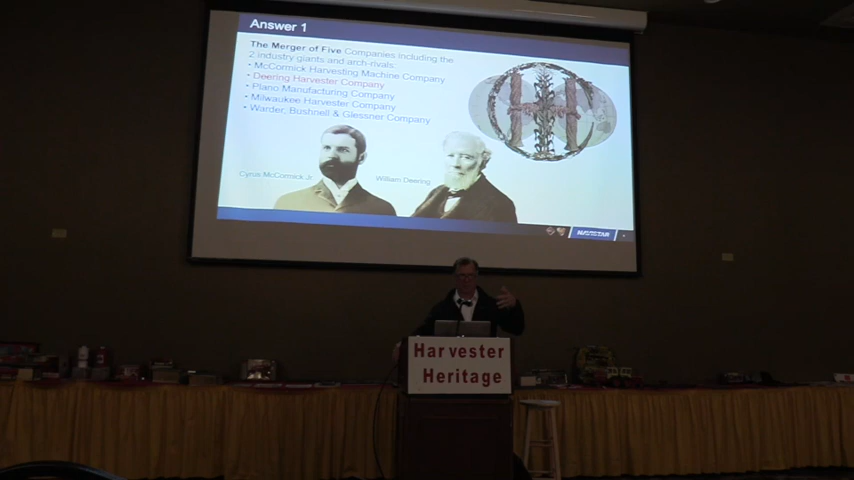 Answer 1
The Merger of Five Companies including the
2 industry giants and arch-rivals:
• McCormick Harvesting Machine Company
• Deering Harvester Company
• Plano Manufacturing Company
• Milwaukee Harvester Company
• Warder, Bushnell & Glessner Company
Cyrus McCormick Jr
William Deering
NAVISTAR
Harvester
Heritage